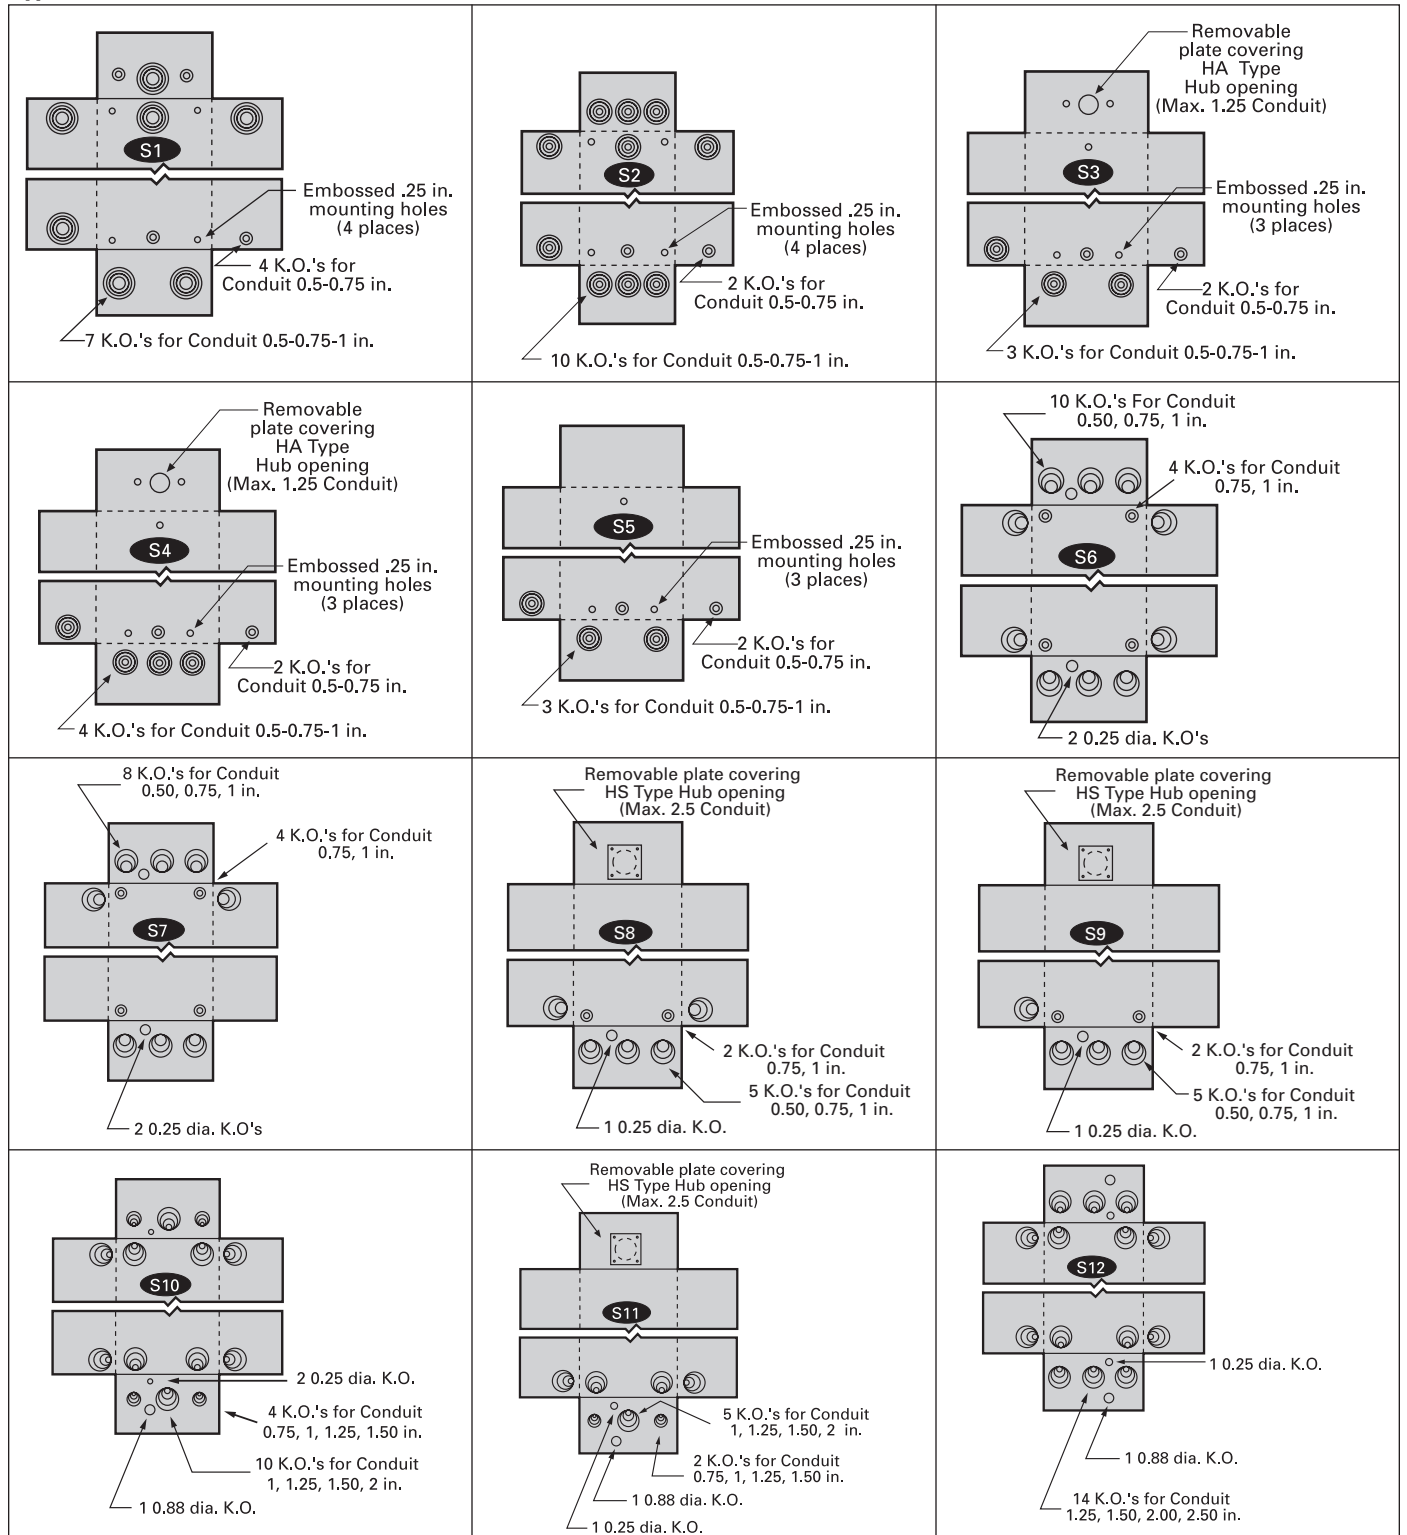 S1
Embossed .25 in.
mounting holes
(4 places)
4 K.O.'s for
Conduit 0.5-0.75 in.
7 K.O.'s for Conduit 0.5-0.75-1 in.
S2
Embossed .25 in.
mounting holes
(4 places)
2 K.O.'s for
Conduit 0.5-0.75 in.
10 K.O.'s for Conduit 0.5-0.75-1 in.
Removable
plate covering
HA Type
Hub opening
(Max. 1.25 Conduit)
S3
Embossed .25 in.
mounting holes
(3 places)
2 K.O.'s for
Conduit 0.5-0.75 in.
3 K.O.'s for Conduit 0.5-0.75-1 in.
Removable
plate covering
HA Type
Hub opening
(Max. 1.25 Conduit)
S4
Embossed .25 in.
mounting holes
(3 places)
2 K.O.'s for
Conduit 0.5-0.75 in.
4 K.O.'s for Conduit 0.5-0.75-1 in.
S5
Embossed .25 in.
mounting holes
(3 places)
2 K.O.'s for
Conduit 0.5-0.75 in.
3 K.O.'s for Conduit 0.5-0.75-1 in.
10 K.O.'s For Conduit
0.50, 0.75, 1 in.
4 K.O.'s for Conduit
0.75, 1 in.
S6
2 0.25 dia. K.O's
8 K.O.'s for Conduit
0.50, 0.75, 1 in.
4 K.O.'s for Conduit
0.75, 1 in.
S7
2 0.25 dia. K.O's
Removable plate covering
HS Type Hub opening
(Max. 2.5 Conduit)
S8
2 K.O.'s for Conduit
0.75, 1 in.
5 K.O.'s for Conduit
0.50, 0.75, 1 in.
1 0.25 dia. K.O.
Removable plate covering
HS Type Hub opening
(Max. 2.5 Conduit)
S9
2 K.O.'s for Conduit
0.75, 1 in.
5 K.O.'s for Conduit
0.50, 0.75, 1 in.
1 0.25 dia. K.O.
S10
2 0.25 dia. K.O.
4 K.O.'s for Conduit
0.75, 1, 1.25, 1.50 in.
10 K.O.'s for Conduit
1, 1.25, 1.50, 2 in.
1 0.88 dia. K.O.
Removable plate covering
HS Type Hub opening
(Max. 2.5 Conduit)
S11
5 K.O.'s for Conduit
1, 1.25, 1.50, 2 in.
2 K.O.'s for Conduit
0.75, 1, 1.25, 1.50 in.
1 0.88 dia. K.O.
1 0.25 dia. K.O.
S12
1 0.25 dia. K.O.
1 0.88 dia. K.O.
14 K.O.'s for Conduit
1.25, 1.50, 2.00, 2.50 in.